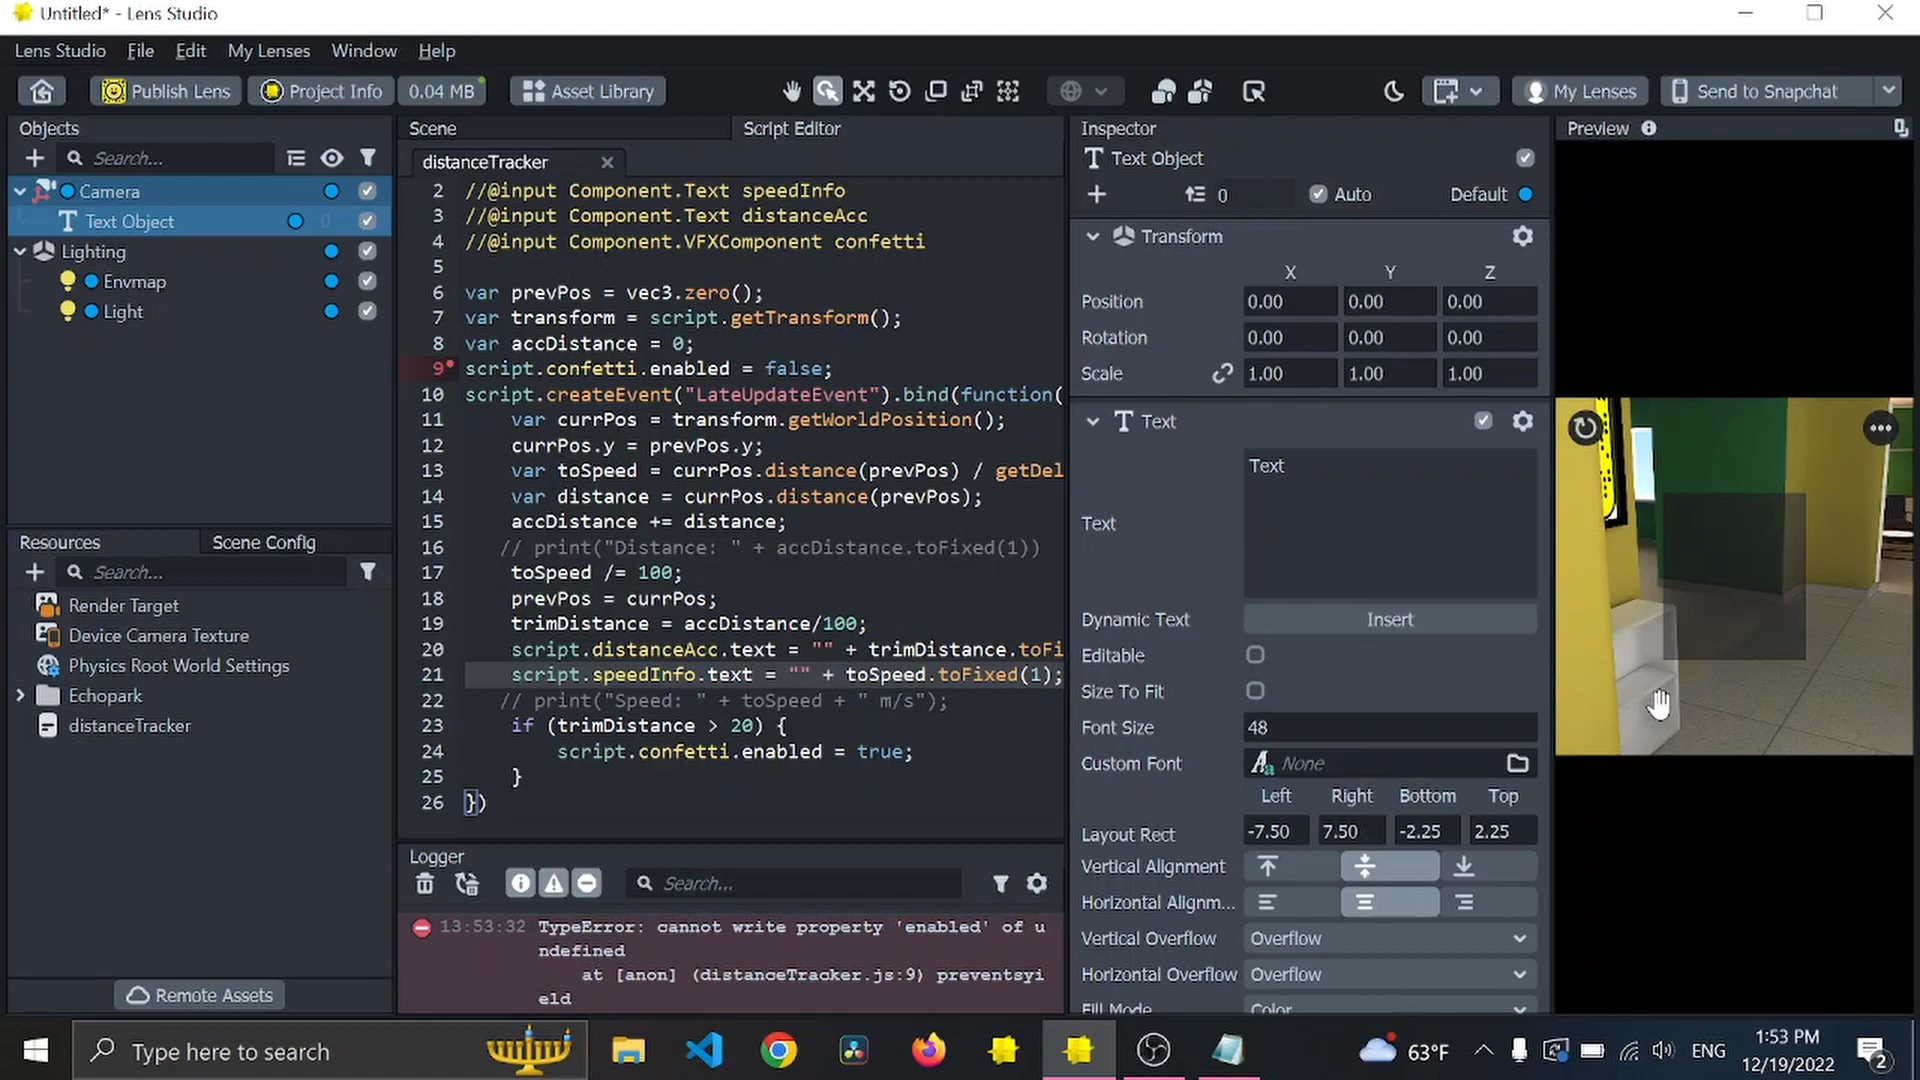 Untitled* - Lens Studio
Lens Studio File Edit My Lenses Window Help
Publish Lens Project Info 0.04 MB Asset Library My Lenses Send to Snapchat
Objects
Search...
Camera
Text Object 0
Lighting
Envmap
Light
Resources Scene Config
Search...
Render Target
Device Camera Texture
Physics Root World Settings
Echopark
distanceTracker
Remote Assets
Scene Script Editor
distanceTracker
2 //@input Component.Text speedInfo
3 //@input Component.Text distanceAcc
4 //@input Component.VFXComponent confetti
5
6 var prevPos = vec3.zero();
7 var transform = script.getTransform();
8 var accDistance = 0;
9 script.confetti.enabled = false;
10 script.createEvent("LateUpdateEvent").bind(function(
11 var currPos = transform.getWorldPosition();
12 currPos.y = prevPos.y;
13 var toSpeed = currPos.distance(prevPos) / getDel
14 var distance = currPos.distance(prevPos);
15 accDistance += distance;
16 // print("Distance: " + accDistance.toFixed(1))
17 toSpeed /= 100;
18 prevPos = currPos;
19 trimDistance = accDistance/100;
20 script.distanceAcc.text = "" + trimDistance.toFi
21 script.speedInfo.text = "" + toSpeed.toFixed(1);
22 // print("Speed: " + toSpeed + " m/s");
23 if (trimDistance > 20) {
24 script.confetti.enabled = true;
25 }
26 })
Logger
Search...
13:53:32 TypeError: cannot write property 'enabled' of u
ndefined
at [anon] (distanceTracker.js:9) preventsyi
eld
Inspector
Text Object
0 Auto Default
Transform
X Y Z
Position 0.00 0.00 0.00
Rotation 0.00 0.00 0.00
Scale 1.00 1.00 1.00
Text
Text Text
Dynamic Text Insert
Editable
Size To Fit
Font Size 48
Custom Font None
Left Right Bottom Top
Layout Rect -7.50 7.50 -2.25 2.25
Vertical Alignment
Horizontal Alignm...
Vertical Overflow Overflow
Horizontal Overflow Overflow
Fill Mode Color
Preview
Type here to search
63°F ENG
1:53 PM
12/19/2022
2